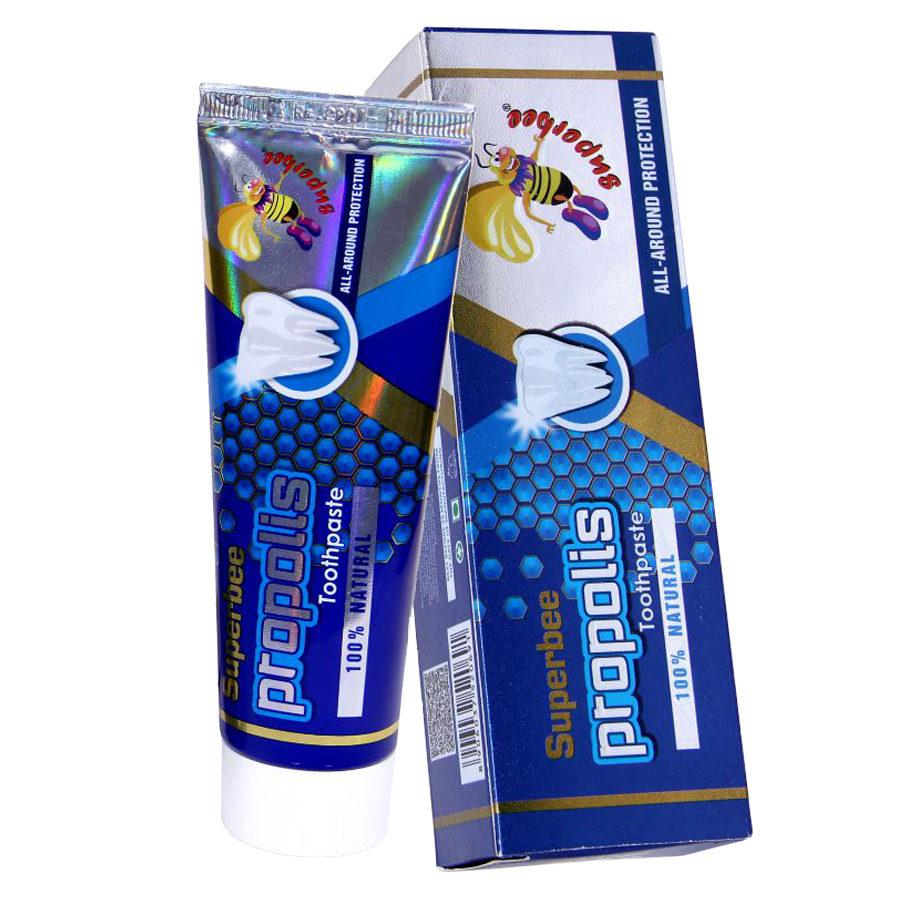 superbee®
ALL-AROUND PROTECTION
Superbee
propolis
Toothpaste
100% NATURAL
superbee®
ALL-AROUND PROTECTION
Superbee
propolis
Toothpaste
100% NATURAL